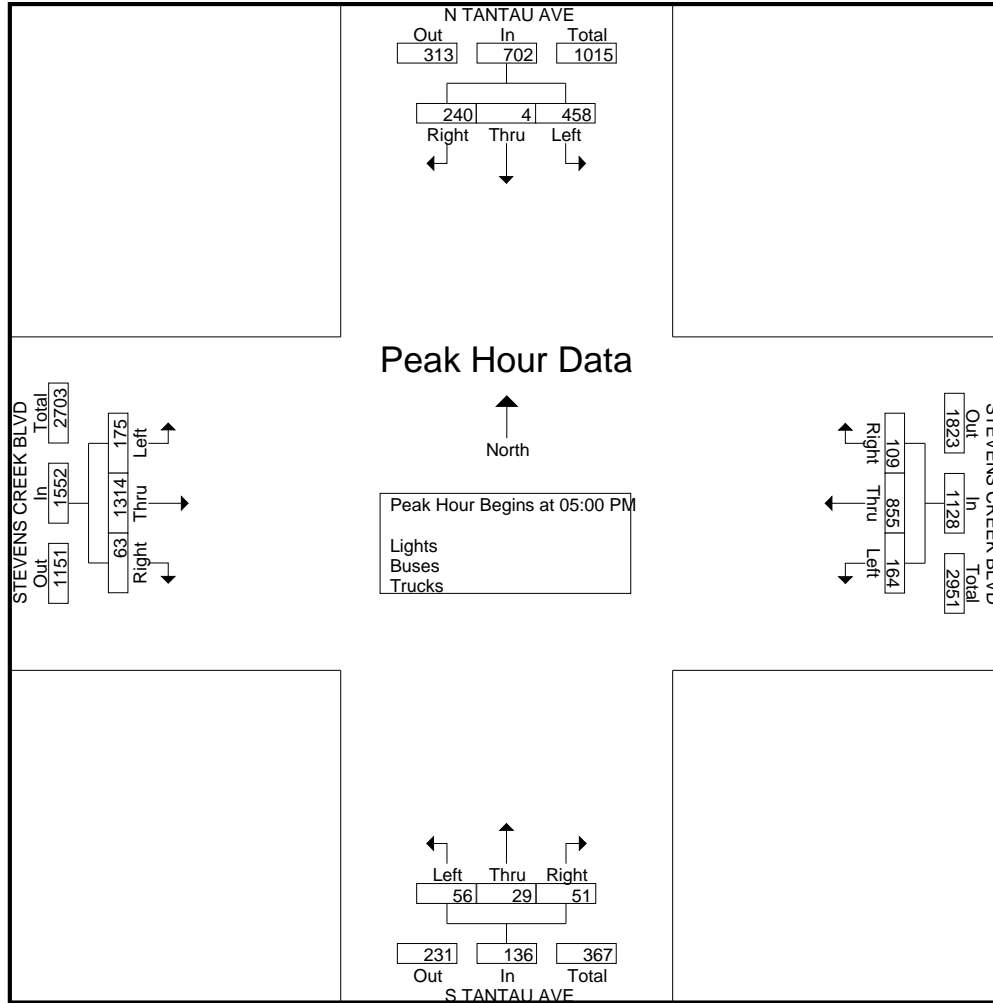 N TANTAU AVE
Out In Total
313 702 1015
240 4 458
Right Thru Left
Peak Hour Data
North
Peak Hour Begins at 05:00 PM
Lights
Buses
Trucks
STEVENS CREEK BLVD
Out In Total
1151 1552 2703
63 1314 175
Right Thru Left
STEVENS CREEK BLVD
Out In Total
1823 1128 2951
109 855 164
Right Thru Left
Left Thru Right
56 29 51
231 136 367
Out In Total
S TANTAU AVE